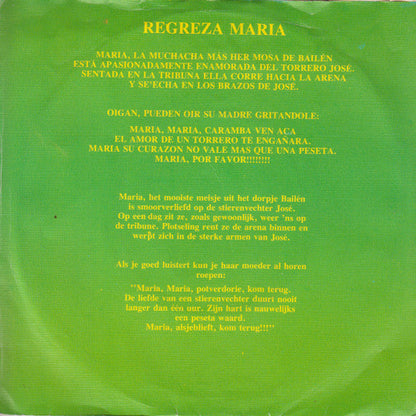 REGREZA MARIA
MARIA, LA MUCHACHA MÁS HER MOSA DE BAILÉN
ESTÁ APASIONADAMENTE ENAMORADA DEL TORRERO JOSÉ.
SENTADA EN LA TRIBUNA ELLA CORRE HACIA LA ARENA
Y SE'ECHA EN LOS BRAZOS DE JOSÉ.
OIGAN, PUEDEN OIR SU MADRE GRITANDOLE:
MARIA, MARIA, CARAMBA VEN ACA
EL AMOR DE UN TORRERO TE ENGANARA.
MARIA SU CURAZON NO VALE MAS QUE UNA PESETA.
MARIA, POR FAVOR!!!!!!!!
Maria, het mooiste meisje uit het dorpje Bailén
is smoorverliefd op de stierenvechter José.
Op een dag zit ze, zoals gewoonlijk, weer 'ns op
de tribune. Plotseling rent ze de arena binnen en
werpt zich in de sterke armen van José.
Als je goed luistert kun je haar moeder al horen
roepen:
''Maria, Maria, potverdorie, kom terug.
De liefde van een stierenvechter duurt nooit
langer dan één uur. Zijn hart is nauwelijks
een peseta waard.
Maria, alsjeblieft, kom terug!!!''